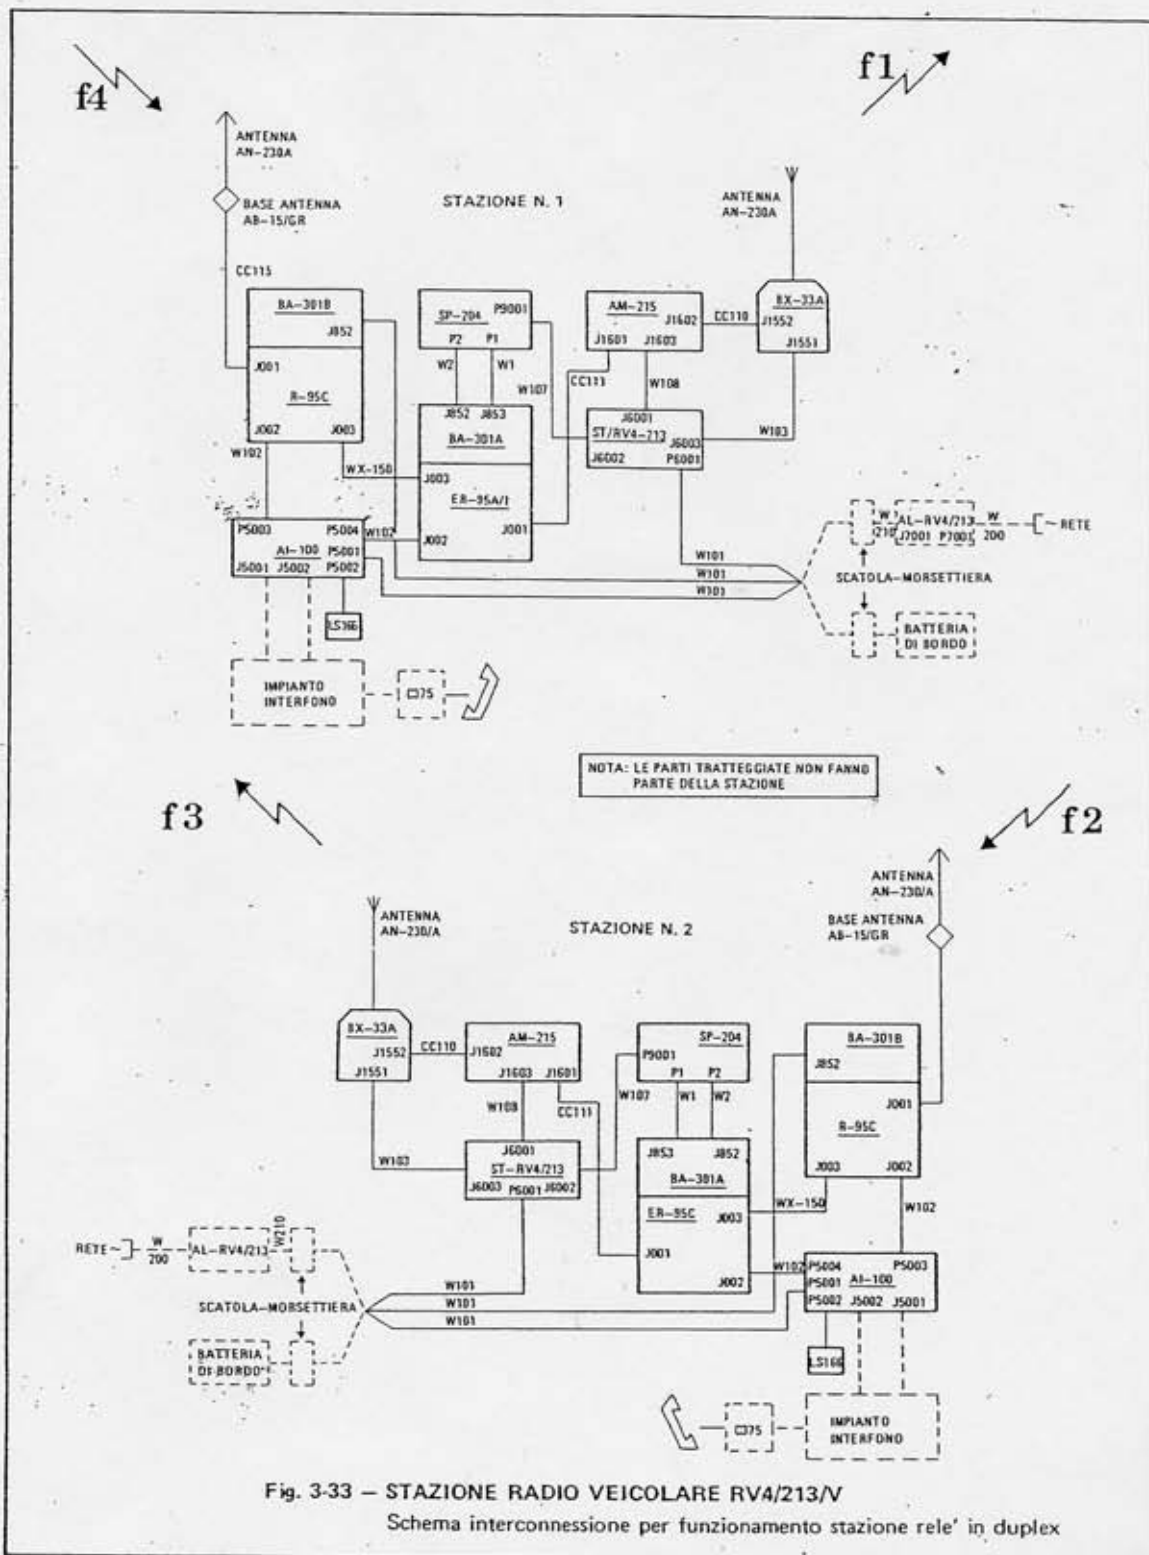 f4
f1
ANTENNA
AN-230A
BASE ANTENNA
AB-15/GR
STAZIONE N. 1
ANTENNA
AN-230A
CC115
BA-301B
J852
J001
R-95C
J002
J003
SP-204
P9001
P2
P1
W2
W1
W107
AM-215
J1602
J1601
J1603
CC110
BX-33A
J1552
J1551
CC111
W108
J852
J853
BA-301A
J003
ER-95A/I
J001
J002
J6001
ST/RV4-213
J6003
J6002
P6001
W103
W102
WX-150
P5003
P5004
AI-100
P5001
J5001
J5002
P5002
W102
W101
W101
W101
LS166
W
210
AL-RV4/213
J7001
P7001
W
200
~ RETE
SCATOLA-MORSETTIERA
BATTERIA
DI BORDO
IMPIANTO
INTERFONO
75
NOTA: LE PARTI TRATTEGGIATE NON FANNO
PARTE DELLA STAZIONE
f3
f2
ANTENNA
AN-230/A
STAZIONE N. 2
ANTENNA
AN-230/A
BASE ANTENNA
AB-15/GR
BX-33A
J1552
J1551
CC110
AM-215
J1602
J1603
J1601
SP-204
P9001
P1
P2
BA-301B
J852
J001
R-95C
J003
J002
W108
CC111
W107
W1
W2
W103
J6001
ST-RV4/213
J6003
P5001
J6002
J853
J852
BA-301A
ER-95C
J003
J001
J002
WX-150
W102
W102
P5004
P5003
P5001
AI-100
P5002
J5002
J5001
RETE~
W
200
AL-RV4/213
W210
W101
W101
W101
SCATOLA-MORSETTIERA
BATTERIA
DI BORDO
LS166
75
IMPIANTO
INTERFONO
Fig. 3-33 – STAZIONE RADIO VEICOLARE RV4/213/V
Schema interconnessione per funzionamento stazione rele' in duplex